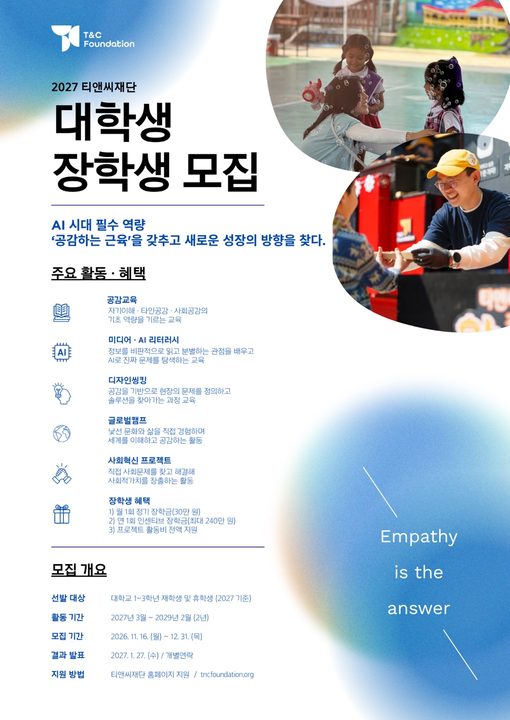 T&C
Foundation
2027 티앤씨재단
대학생
장학생 모집
AI 시대 필수 역량
‘공감하는 근육’을 갖추고 새로운 성장의 방향을 찾다.
주요 활동 · 혜택
공감교육
자기이해 · 타인공감 · 사회공감의
기초 역량을 기르는 교육
AI
미디어 · AI 리터러시
정보를 비판적으로 읽고 분별하는 관점을 배우고
AI로 진짜 문제를 탐색하는 교육
디자인씽킹
공감을 기반으로 현장의 문제를 정의하고
솔루션을 찾아가는 과정 교육
글로벌캠프
낯선 문화와 삶을 직접 경험하며
세계를 이해하고 공감하는 활동
사회혁신 프로젝트
직접 사회문제를 찾고 해결해
사회적가치를 창출하는 활동
장학생 혜택
1) 월 1회 정기 장학금(30만 원)
2) 연 1회 인센티브 장학금(최대 240만 원)
3) 프로젝트 활동비 전액 지원
Empathy
is the
answer
모집 개요
선발 대상 대학교 1~3학년 재학생 및 휴학생 (2027 기준)
활동 기간 2027년 3월 ~ 2029년 2월 (2년)
모집 기간 2026. 11. 16. (월) ~ 12. 31. (목)
결과 발표 2027. 1. 27. (수) / 개별연락
지원 방법 티앤씨재단 홈페이지 지원 / tncfoundation.org